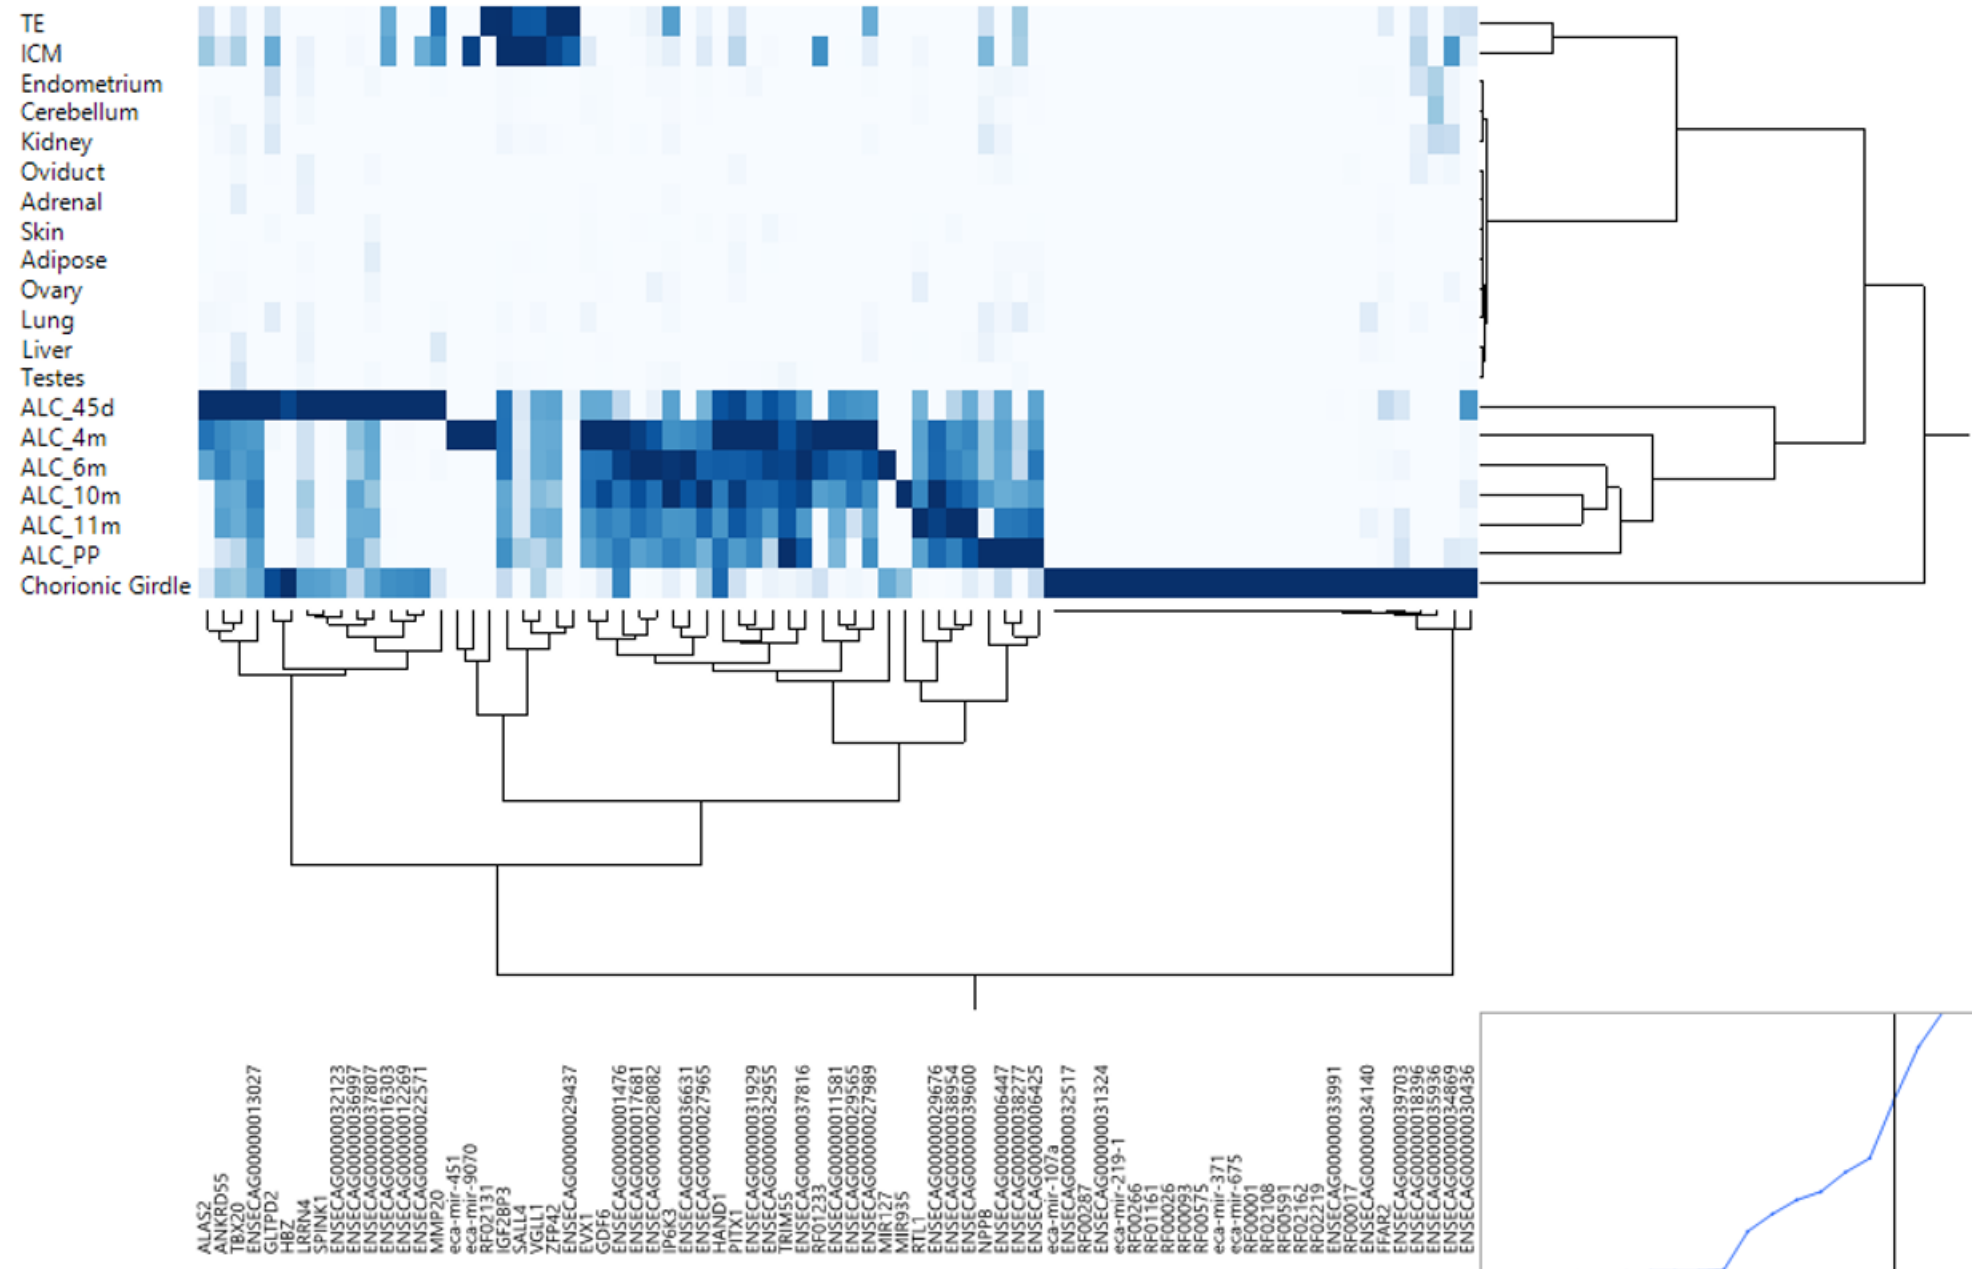 TE
ICM
Endometrium
Cerebellum
Kidney
Oviduct
Adrenal
Skin
Adipose
Ovary
Lung
Liver
Testes
ALC_45d
ALC_4m
ALC_6m
ALC_10m
ALC_11m
ALC_PP
Chorionic Girdle
ALAS2
ANKRD55
TBX20
ENSECAG00000013027
GLTPD2
HBZ
LRRN4
SPINK1
ENSECAG00000032123
ENSECAG00000036997
ENSECAG00000037807
ENSECAG00000016303
ENSECAG00000012269
ENSECAG00000022571
MMP20
eca-mir-451
eca-mir-9070
RF02131
IGF2BP3
SALL4
VGLL1
ZFP42
ENSECAG00000029437
EVX1
GDF6
ENSECAG00000001476
ENSECAG00000017681
ENSECAG00000028082
IP6K3
ENSECAG00000036631
ENSECAG00000027965
HAND1
PITX1
ENSECAG00000031929
ENSECAG00000032955
TRIM55
ENSECAG00000037816
RF01233
ENSECAG00000011581
ENSECAG00000029565
ENSECAG00000027989
MIR127
MIR935
RTL1
ENSECAG00000029676
ENSECAG00000038954
ENSECAG00000039600
NPPB
ENSECAG00000006447
ENSECAG00000038277
ENSECAG00000006425
eca-mir-107a
ENSECAG00000032517
RF00287
ENSECAG00000031324
eca-mir-219-1
RF00266
RF01161
RF00026
RF00093
RF00575
eca-mir-371
eca-mir-675
RF00001
RF02108
RF00591
RF02162
RF02219
ENSECAG00000033991
RF00017
ENSECAG00000034140
FFAR2
ENSECAG00000039703
ENSECAG00000018396
ENSECAG00000035936
ENSECAG00000034869
ENSECAG00000030436